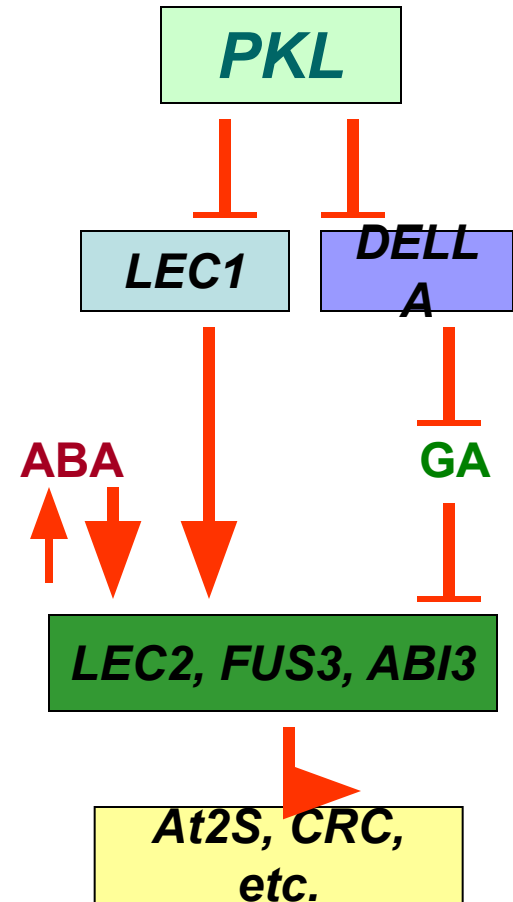 PKL
LEC1
DELL
A
ABA
GA
LEC2, FUS3, ABI3
At2S, CRC,
etc.